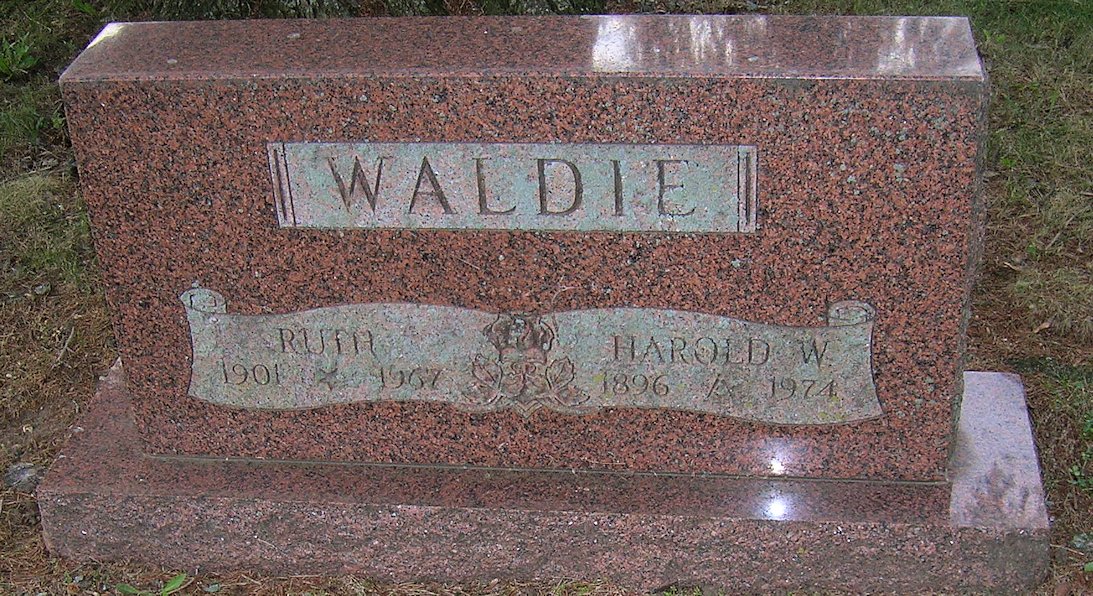 WALDIE
RUTH
1901 1967
HAROLD W.
1896 1974